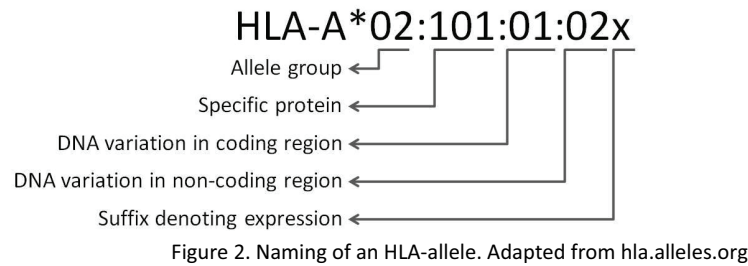 HLA-A*02:101:01:02x
Allele group
Specific protein
DNA variation in coding region
DNA variation in non-coding region
Suffix denoting expression
Figure 2. Naming of an HLA-allele. Adapted from hla.alleles.org